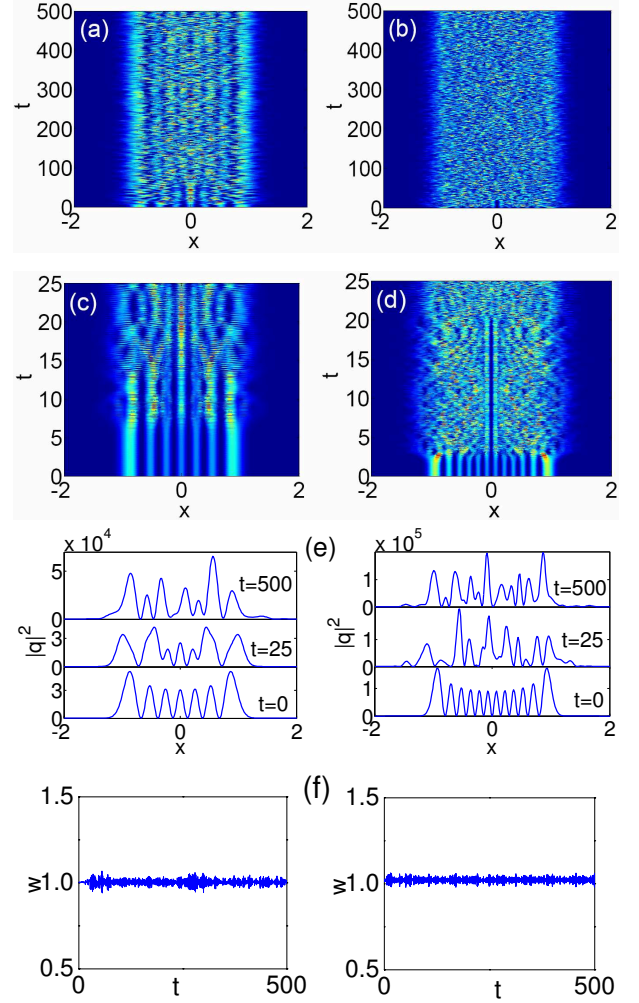 500
400
300
200
100
0
t
(a)
-2
0
2
x
500
400
300
200
100
0
t
(b)
-2
0
2
x
25
20
15
10
5
0
t
(c)
-2
0
2
x
25
20
15
10
5
0
t
(d)
-2
0
2
x
(e)
x 10^4
5
0
t=500
3
0
t=25
3
0
t=0
|q|^2
-2
0
2
x
x 10^5
1
0
t=500
1
0
t=25
1
0
t=0
|q|^2
-2
0
2
x
(f)
1.5
1.0
0.5
w
0
500
t
1.5
1.0
0.5
w
0
500
t